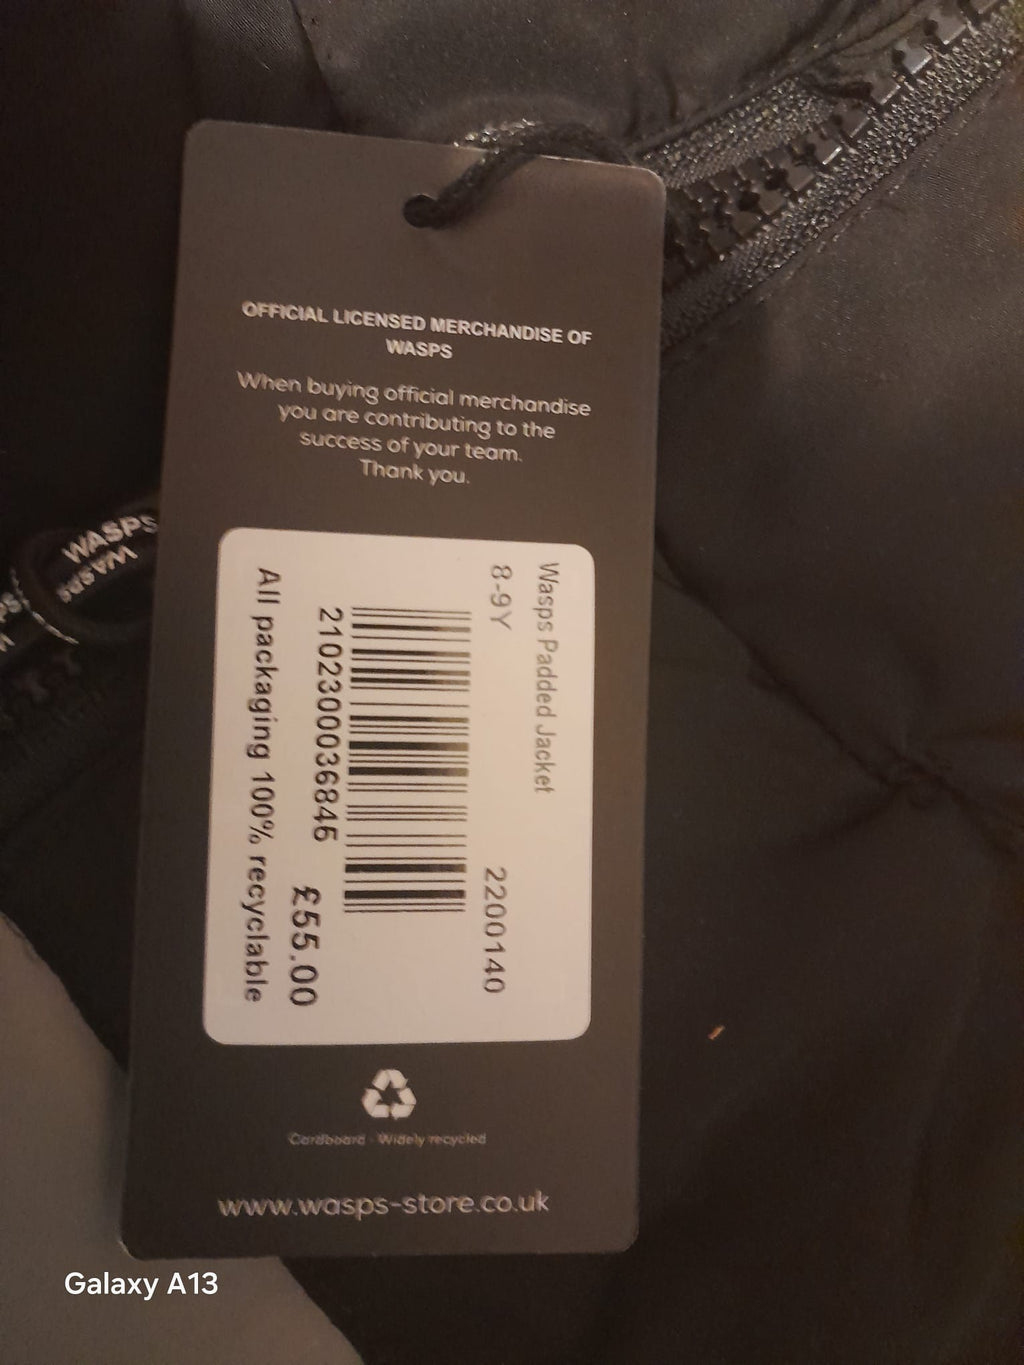 OFFICIAL LICENSED MERCHANDISE OF
WASPS
When buying official merchandise
you are contributing to the
success of your team.
Thank you.
WASPS
WASPS
Wasps Padded Jacket
8-9Y 2200140
2102300036845
£55.00
All packaging 100% recyclable
Cardboard - Widely recycled
www.wasps-store.co.uk
Galaxy A13